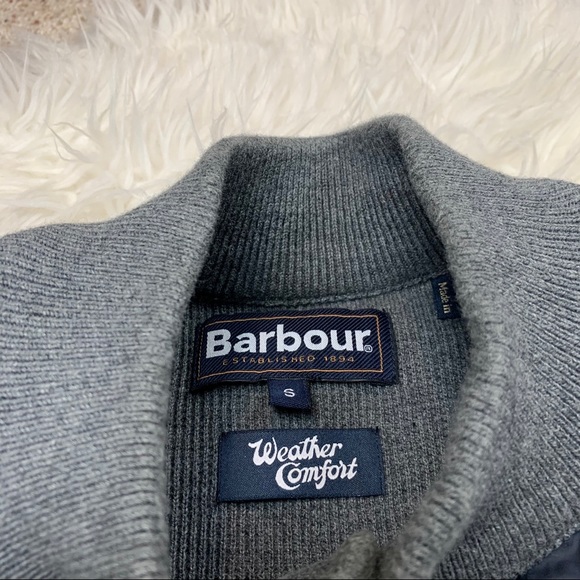 Barbour®
ESTABLISHED 1894
S
Weather
Comfort
Made in